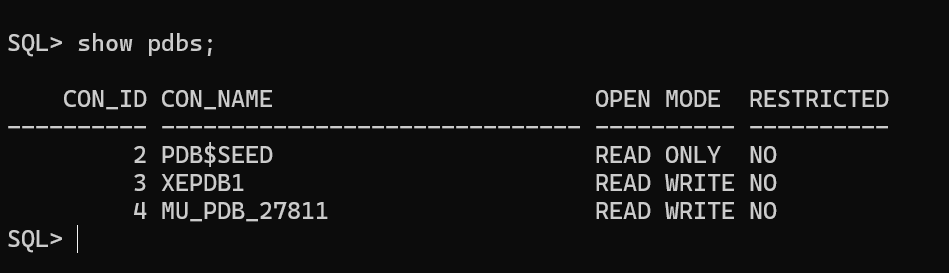 SQL> show pdbs;
    CON_ID CON_NAME                       OPEN MODE  RESTRICTED
---------- ------------------------------ ---------- ----------
         2 PDB$SEED                       READ ONLY  NO
         3 XEPDB1                         READ WRITE NO
         4 MU_PDB_27811                   READ WRITE NO
SQL>